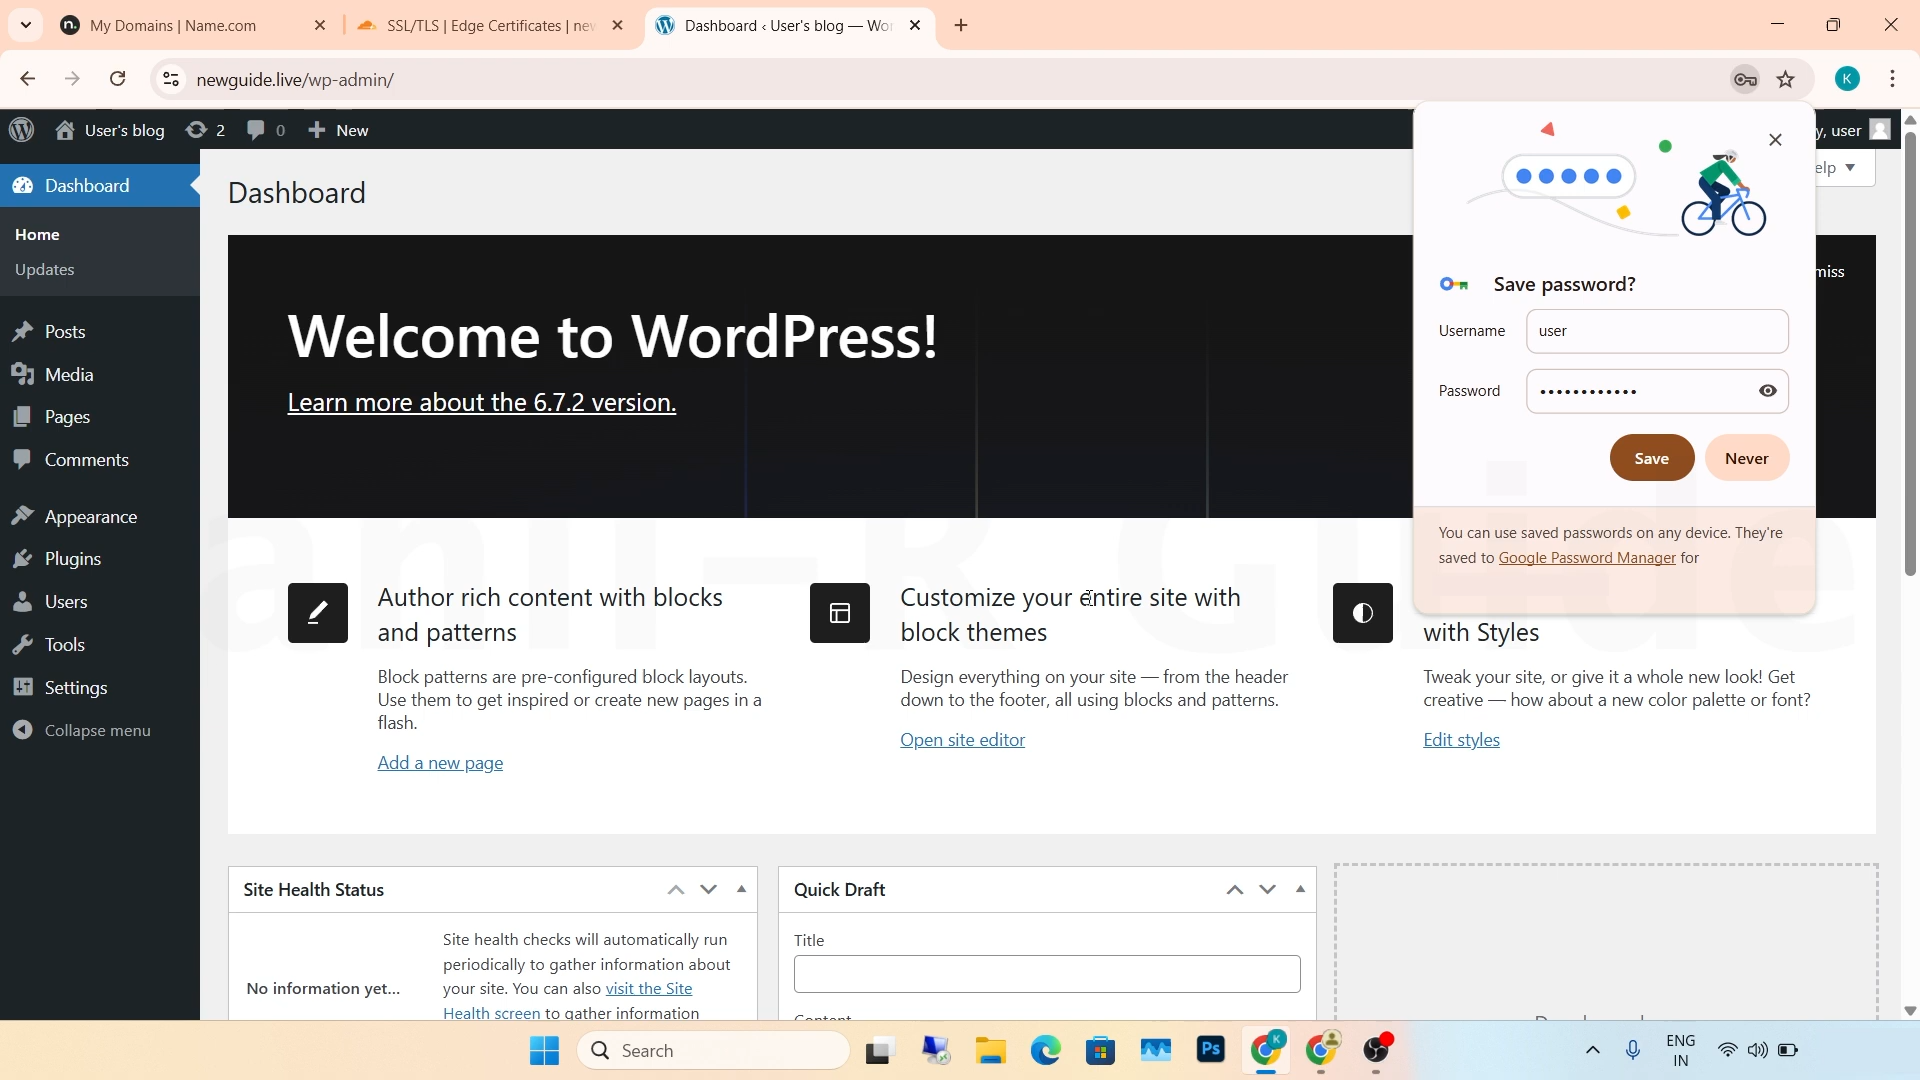 My Domains | Name.com
SSL/TLS | Edge Certificates | new
Dashboard ‹ User's blog — Wor
newguide.live/wp-admin/
K
User's blog
2
0
New
y, user
Dashboard
Home
Updates
Posts
Media
Pages
Comments
Appearance
Plugins
Users
Tools
Settings
Collapse menu
Dashboard
elp
miss
Welcome to WordPress!
Learn more about the 6.7.2 version.
Save password?
Username
user
Password
Save
Never
You can use saved passwords on any device. They're
saved to Google Password Manager for
Author rich content with blocks
and patterns
Block patterns are pre-configured block layouts.
Use them to get inspired or create new pages in a
flash.
Add a new page
Customize your entire site with
block themes
Design everything on your site — from the header
down to the footer, all using blocks and patterns.
Open site editor
with Styles
Tweak your site, or give it a whole new look! Get
creative — how about a new color palette or font?
Edit styles
Site Health Status
No information yet...
Site health checks will automatically run
periodically to gather information about
your site. You can also visit the Site
Health screen to gather information
Quick Draft
Title
Content
Search
Ps
K
ENG
IN